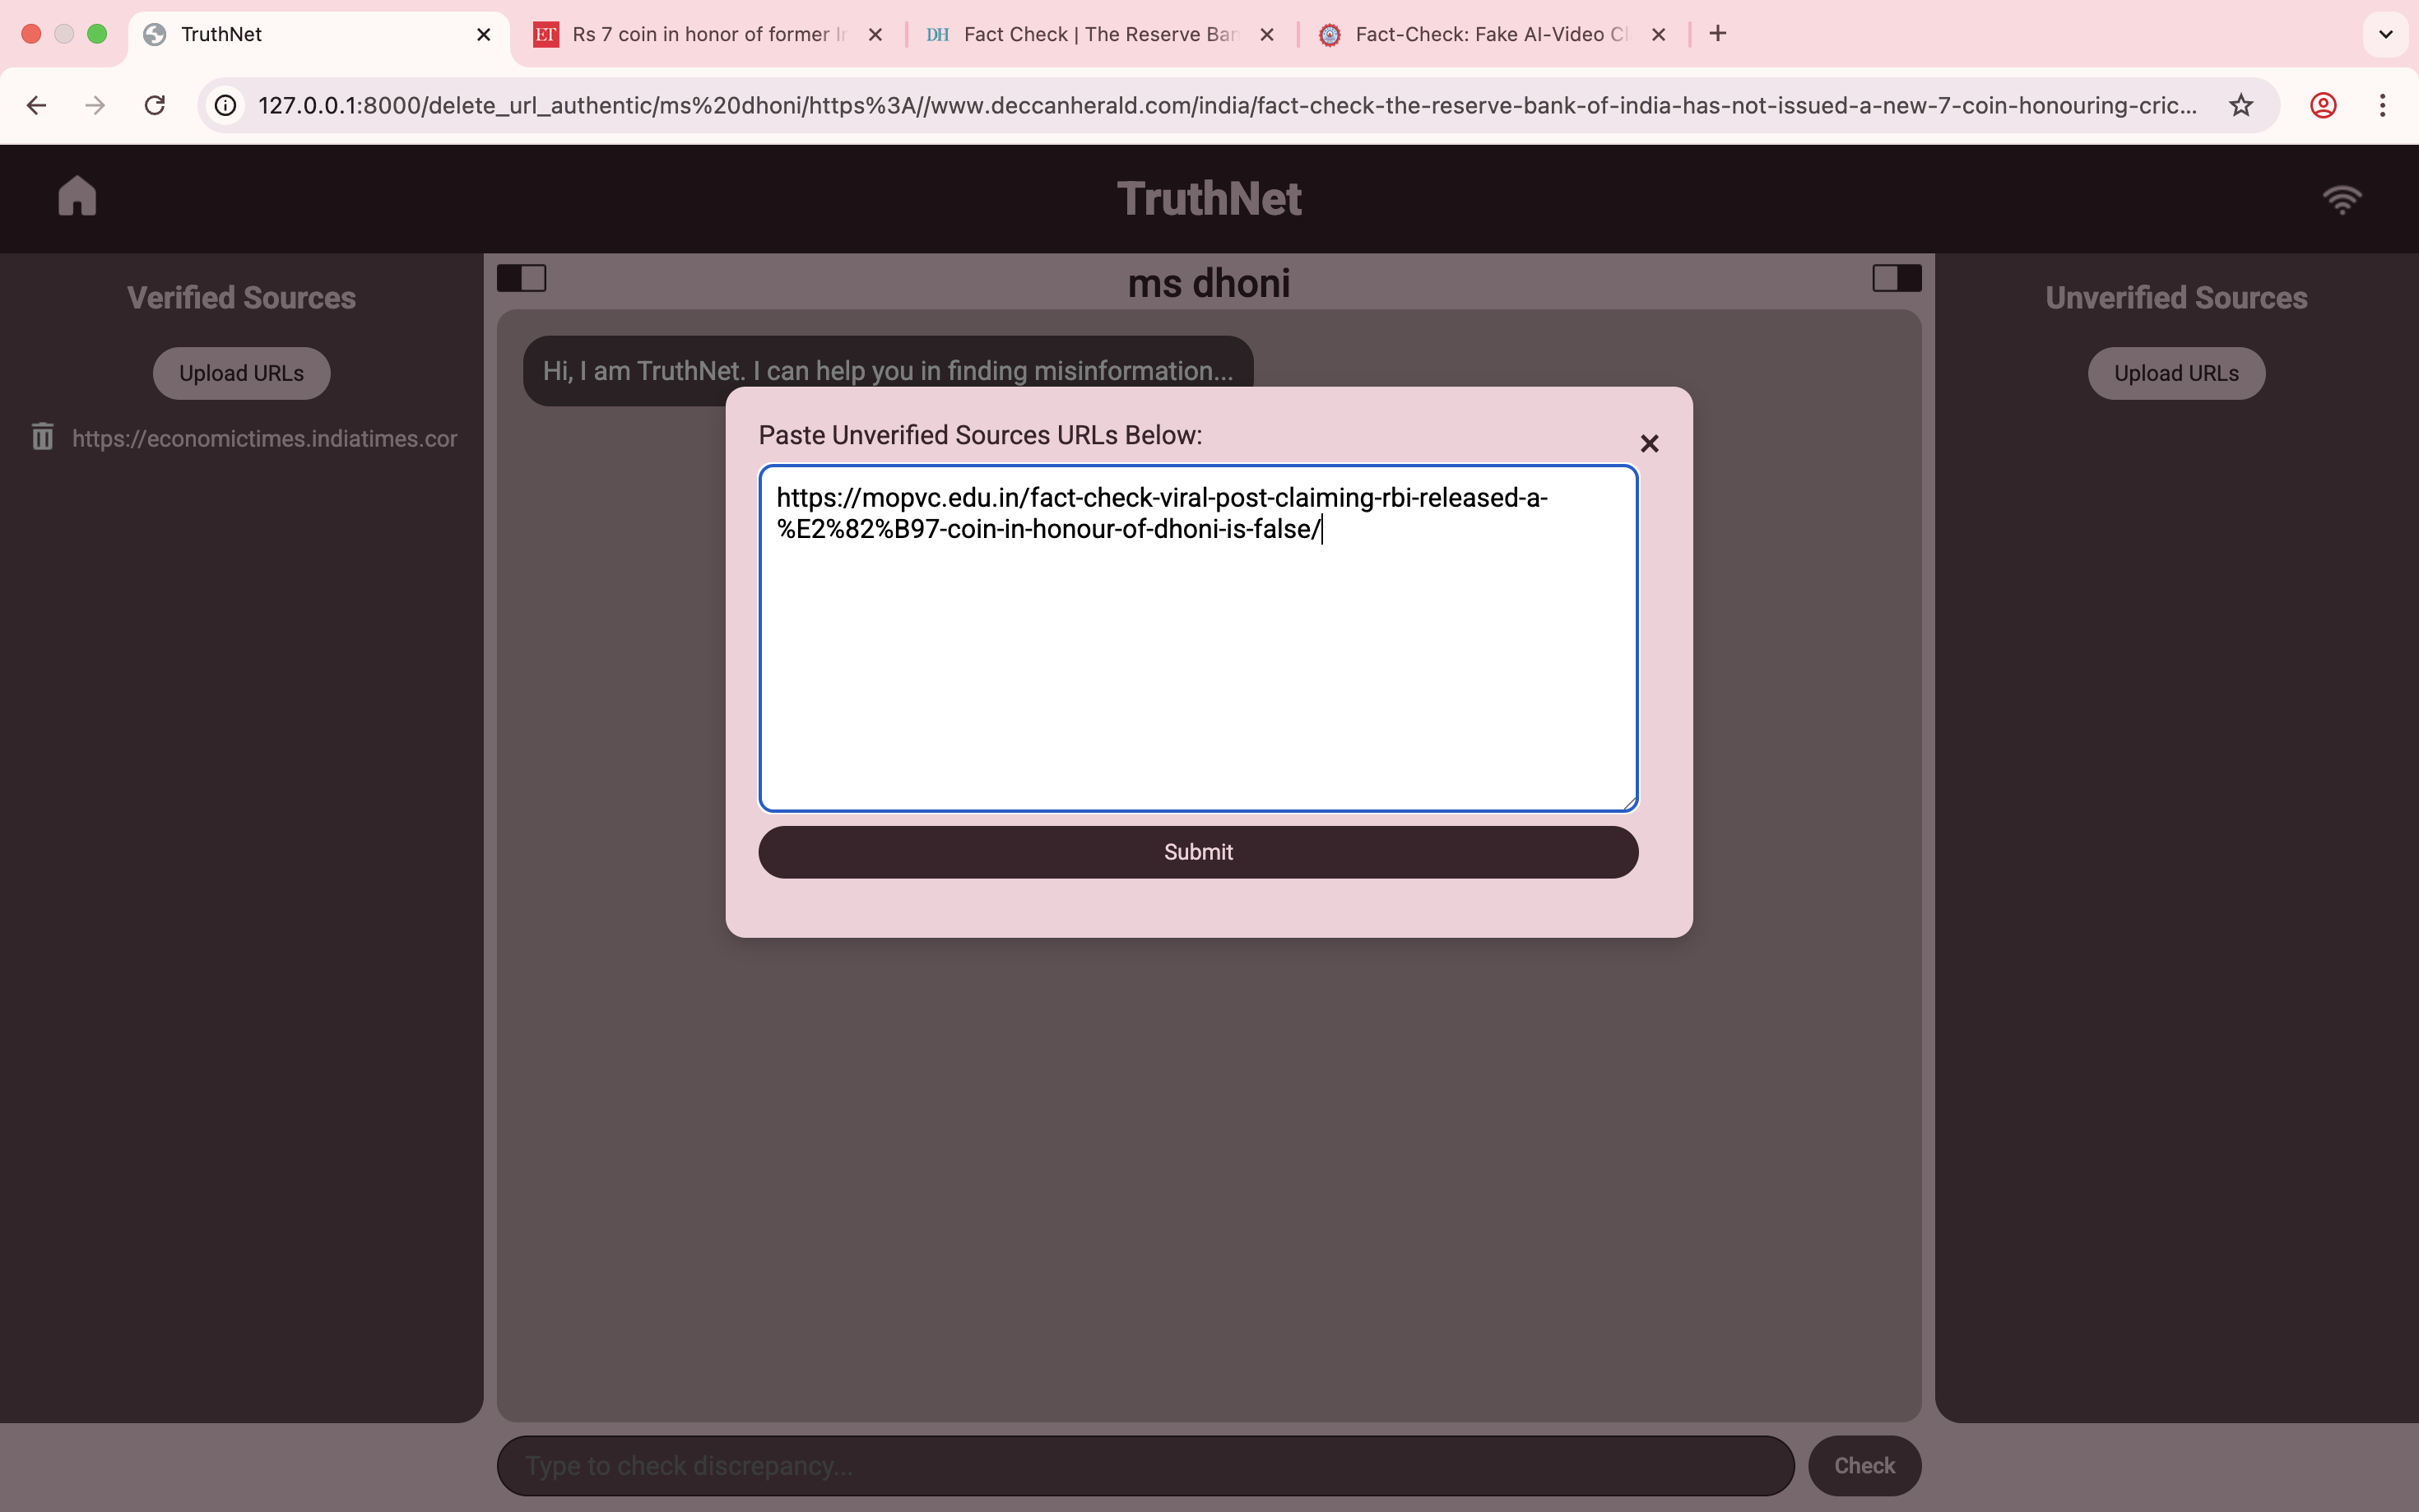 TruthNet
ET Rs 7 coin in honor of former
DH Fact Check | The Reserve Ban
Fact-Check: Fake AI-Video
127.0.0.1:8000/delete_url_authentic/ms%20dhoni/https%3A//www.deccanherald.com/india/fact-check-the-reserve-bank-of-india-has-not-issued-a-new-7-coin-honouring-cric...
TruthNet
Verified Sources
Upload URLs
https://economictimes.indiatimes.cor
ms dhoni
Hi, I am TruthNet. I can help you in finding misinformation...
Unverified Sources
Upload URLs
Paste Unverified Sources URLs Below:
https://mopvc.edu.in/fact-check-viral-post-claiming-rbi-released-a-
%E2%82%B97-coin-in-honour-of-dhoni-is-false/
Submit
Type to check discrepancy...
Check